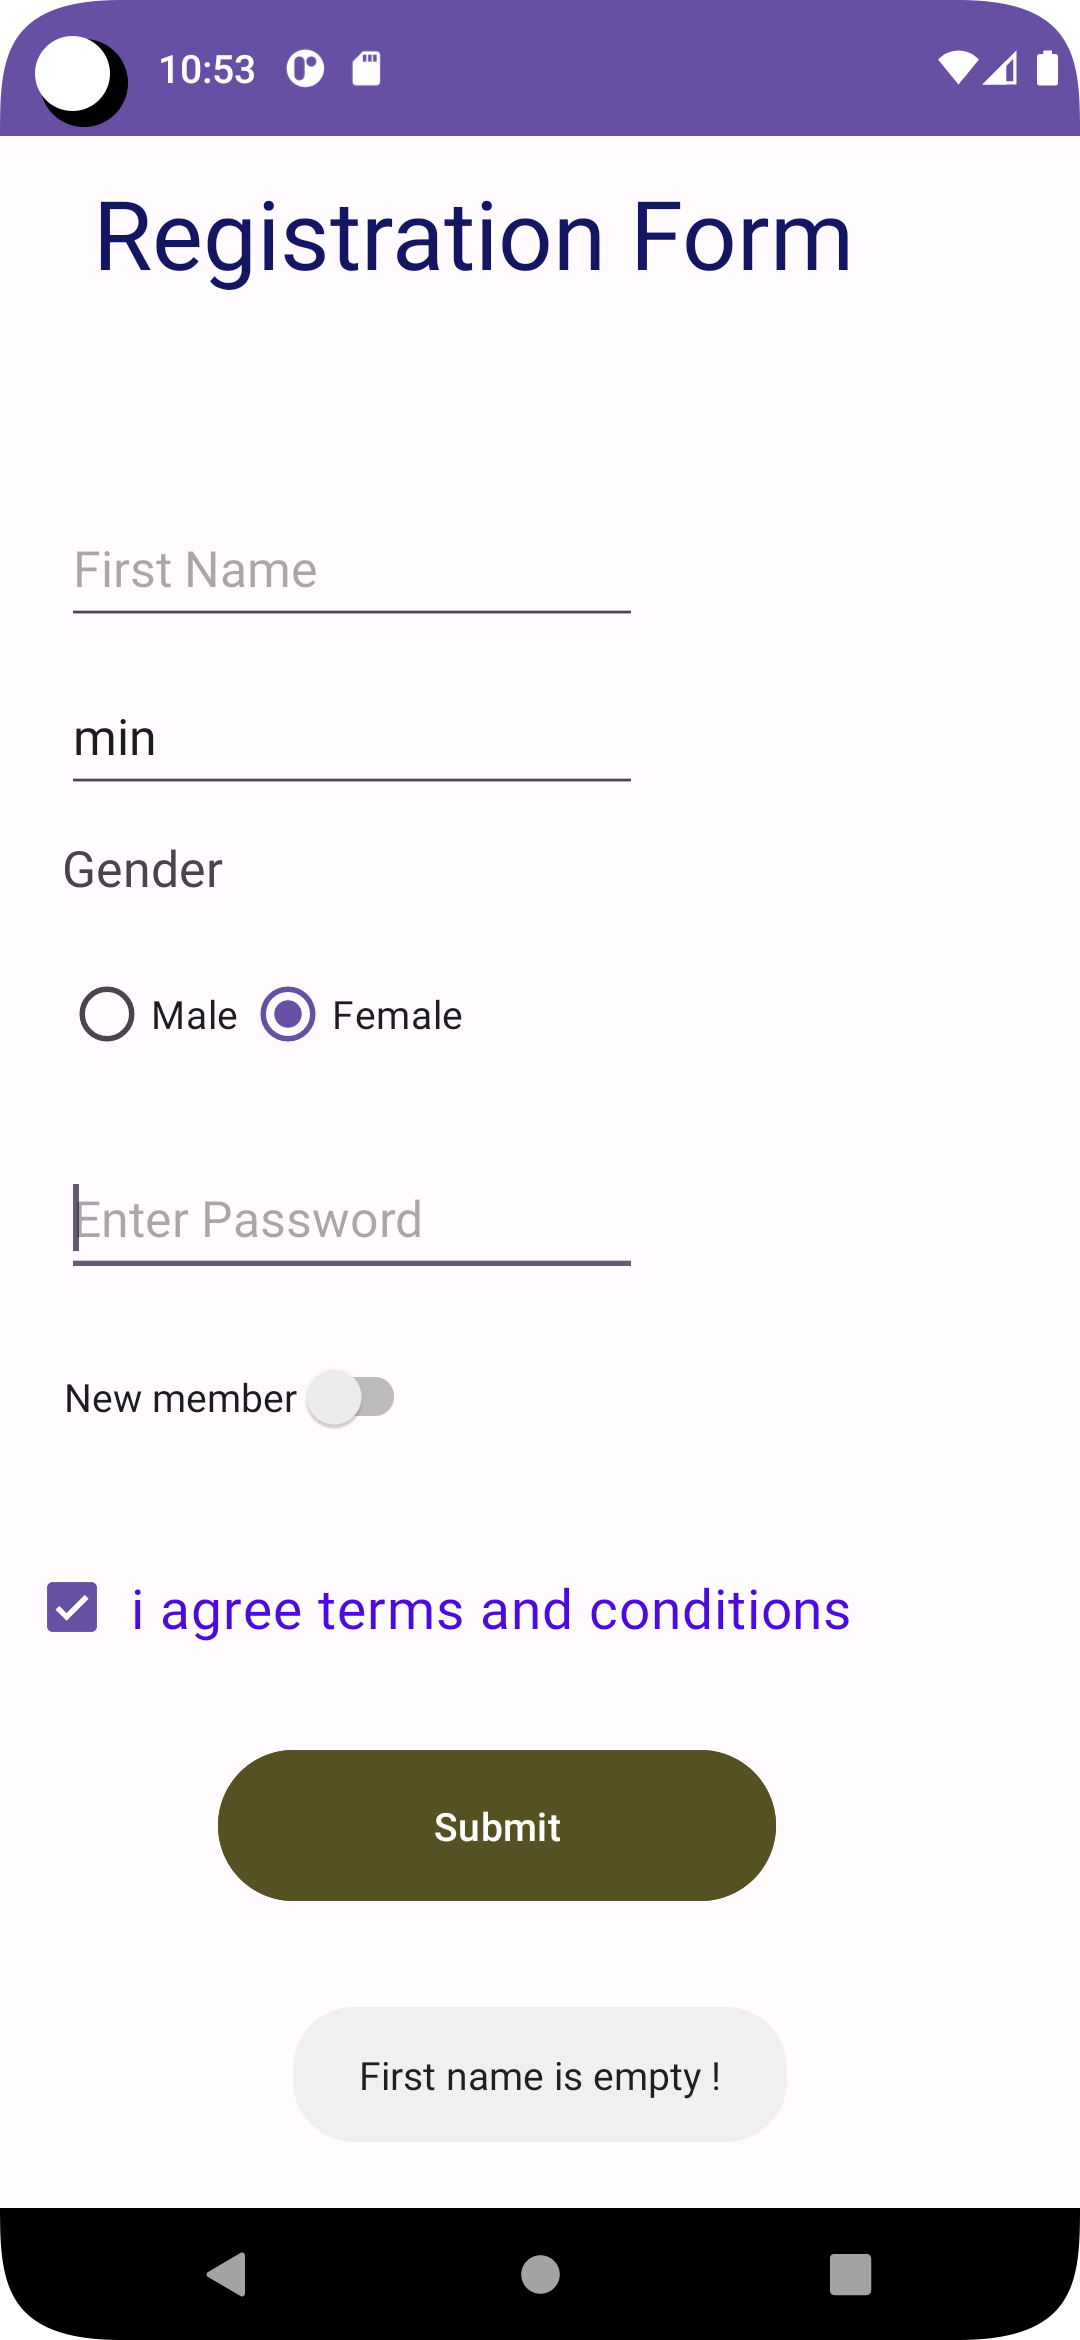 10:53
Registration Form
First Name
min
Gender
Male Female
Enter Password
New member
i agree terms and conditions
Submit
First name is empty !